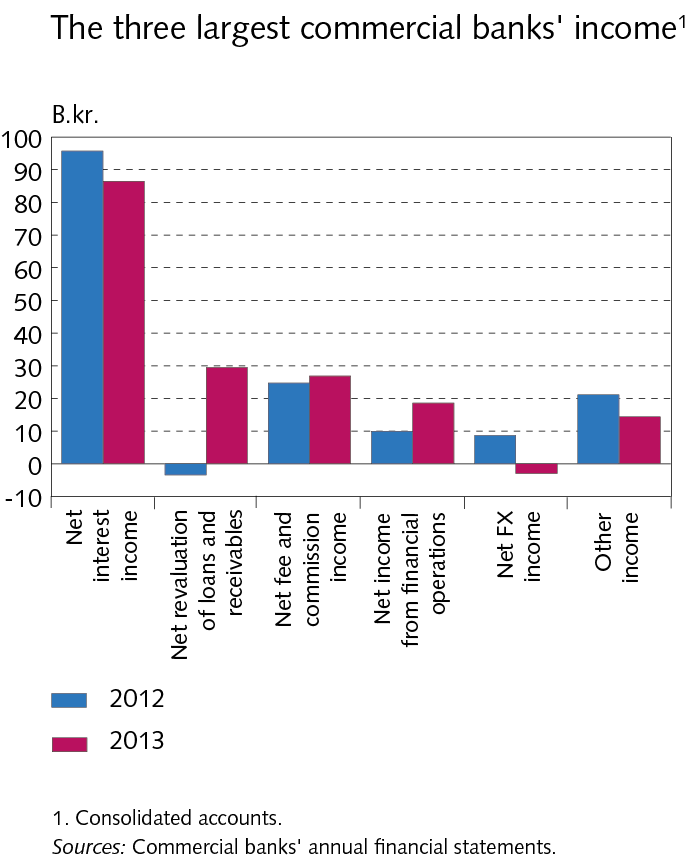 The three largest commercial banks' income¹
B.kr.
100
90
80
70
60
50
40
30
20
10
0
-10
Net
interest
income
Net revaluation
of loans and
receivables
Net fee and
commission
income
Net income
from financial
operations
Net FX
income
Other
income
2012
2013
1. Consolidated accounts.
Sources: Commercial banks' annual financial statements.